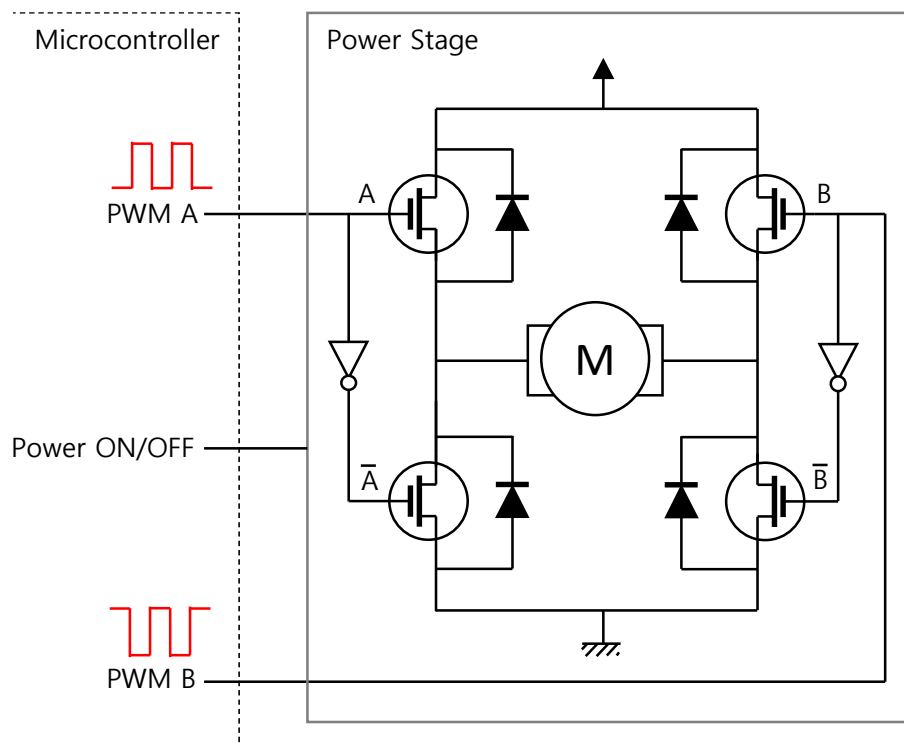 Microcontroller
Power Stage
PWM A
A
B
M
Power ON/OFF
A̅
B̅
PWM B